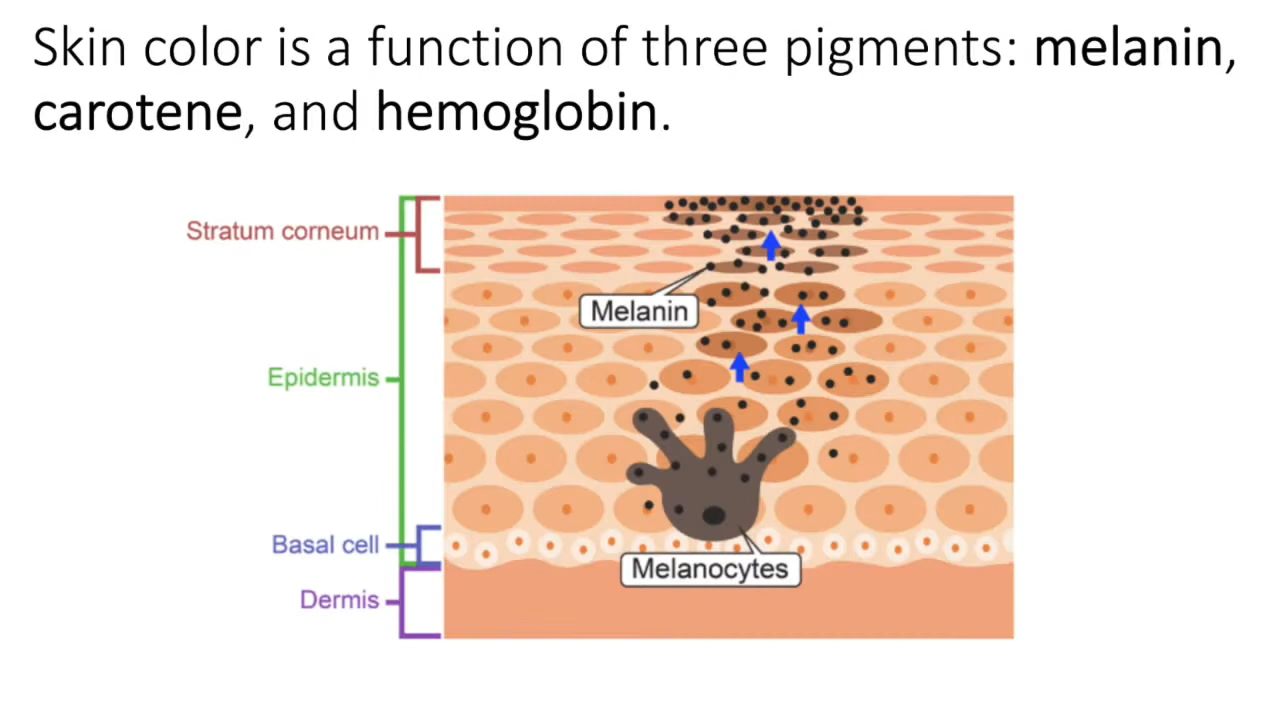 Skin color is a function of three pigments: melanin,
carotene, and hemoglobin.
Stratum corneum
Melanin
Epidermis
Basal cell
Melanocytes
Dermis